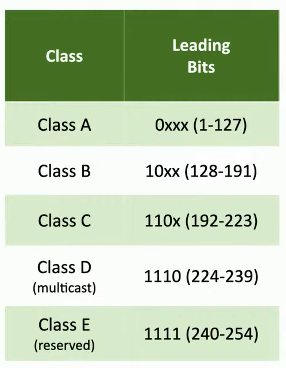 Class Leading Bits
Class A 0xxx (1-127)
Class B 10xx (128-191)
Class C 110x (192-223)
Class D (multicast) 1110 (224-239)
Class E (reserved) 1111 (240-254)